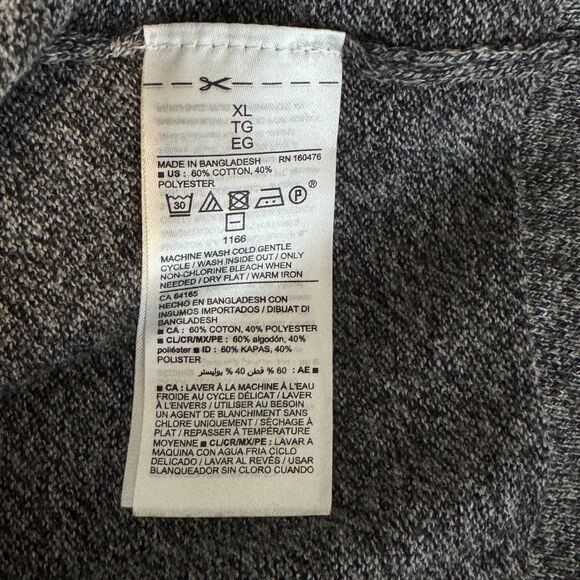 XL
TG
EG
MADE IN BANGLADESH RN 160476
■ US : 60% COTTON, 40%
POLYESTER
30 P ®
1166
MACHINE WASH COLD GENTLE
CYCLE / WASH INSIDE OUT / ONLY
NON-CHLORINE BLEACH WHEN
NEEDED / DRY FLAT / WARM IRON
CA 64165
HECHO EN BANGLADESH CON
INSUMOS IMPORTADOS / DIBUAT DI
BANGLADESH
■ CA : 60% COTON, 40% POLYESTER
■ CL/CR/MX/PE : 60% algodón, 40%
poliéster ■ ID : 60% KAPAS, 40%
POLISTER
■ AE : 60 % قطن 40 % بوليستر
■ CA : LAVER À LA MACHINE À L'EAU
FROIDE AU CYCLE DÉLICAT / LAVER
À L'ENVERS / UTILISER AU BESOIN
UN AGENT DE BLANCHIMENT SANS
CHLORE UNIQUEMENT / SÉCHAGE À
PLAT / REPASSER À TEMPÉRATURE
MOYENNE ■ CL/CR/MX/PE : LAVAR A
MAQUINA CON AGUA FRIA CICLO
DELICADO / LAVAR AL REVÉS / USAR
BLANQUEADOR SIN CLORO CUANDO